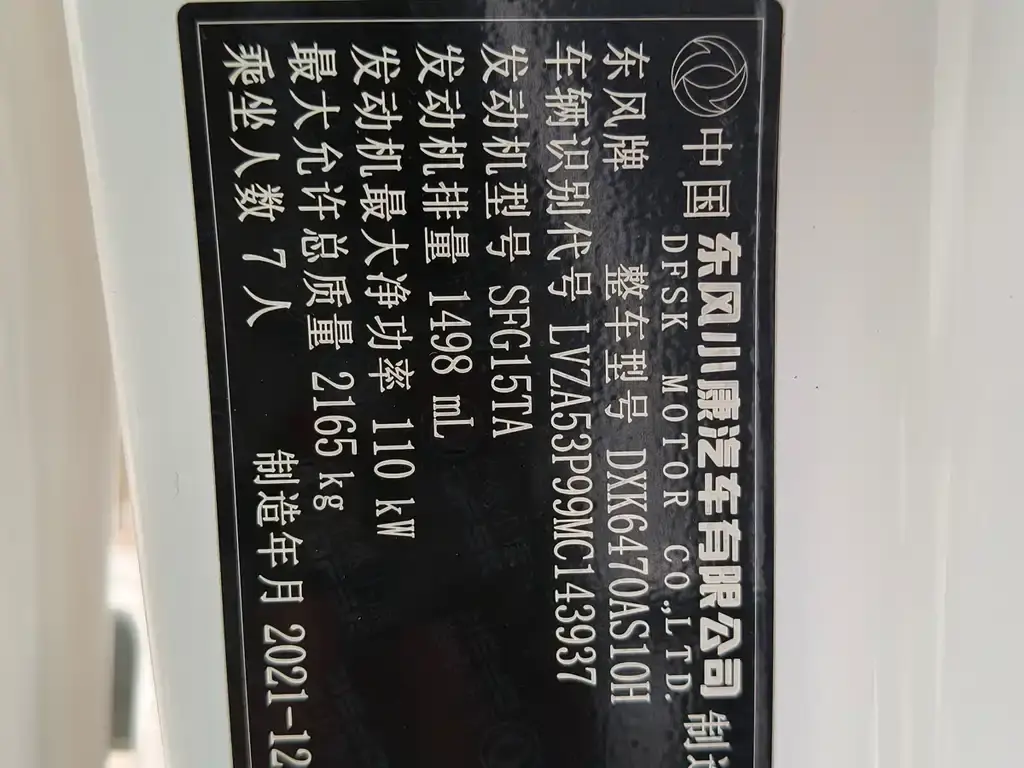 中国 东风小康汽车有限公司 制造
DFSK MOTOR CO.,LTD.
东风牌 整车型号 DXK6470AS10H
车辆识别代号 LVZA53P99MC143937
发动机型号 SFG15TA
发动机排量 1498 mL
发动机最大净功率 110 kW
最大允许总质量 2165 kg
乘坐人数 7 人 制造年月 2021-12